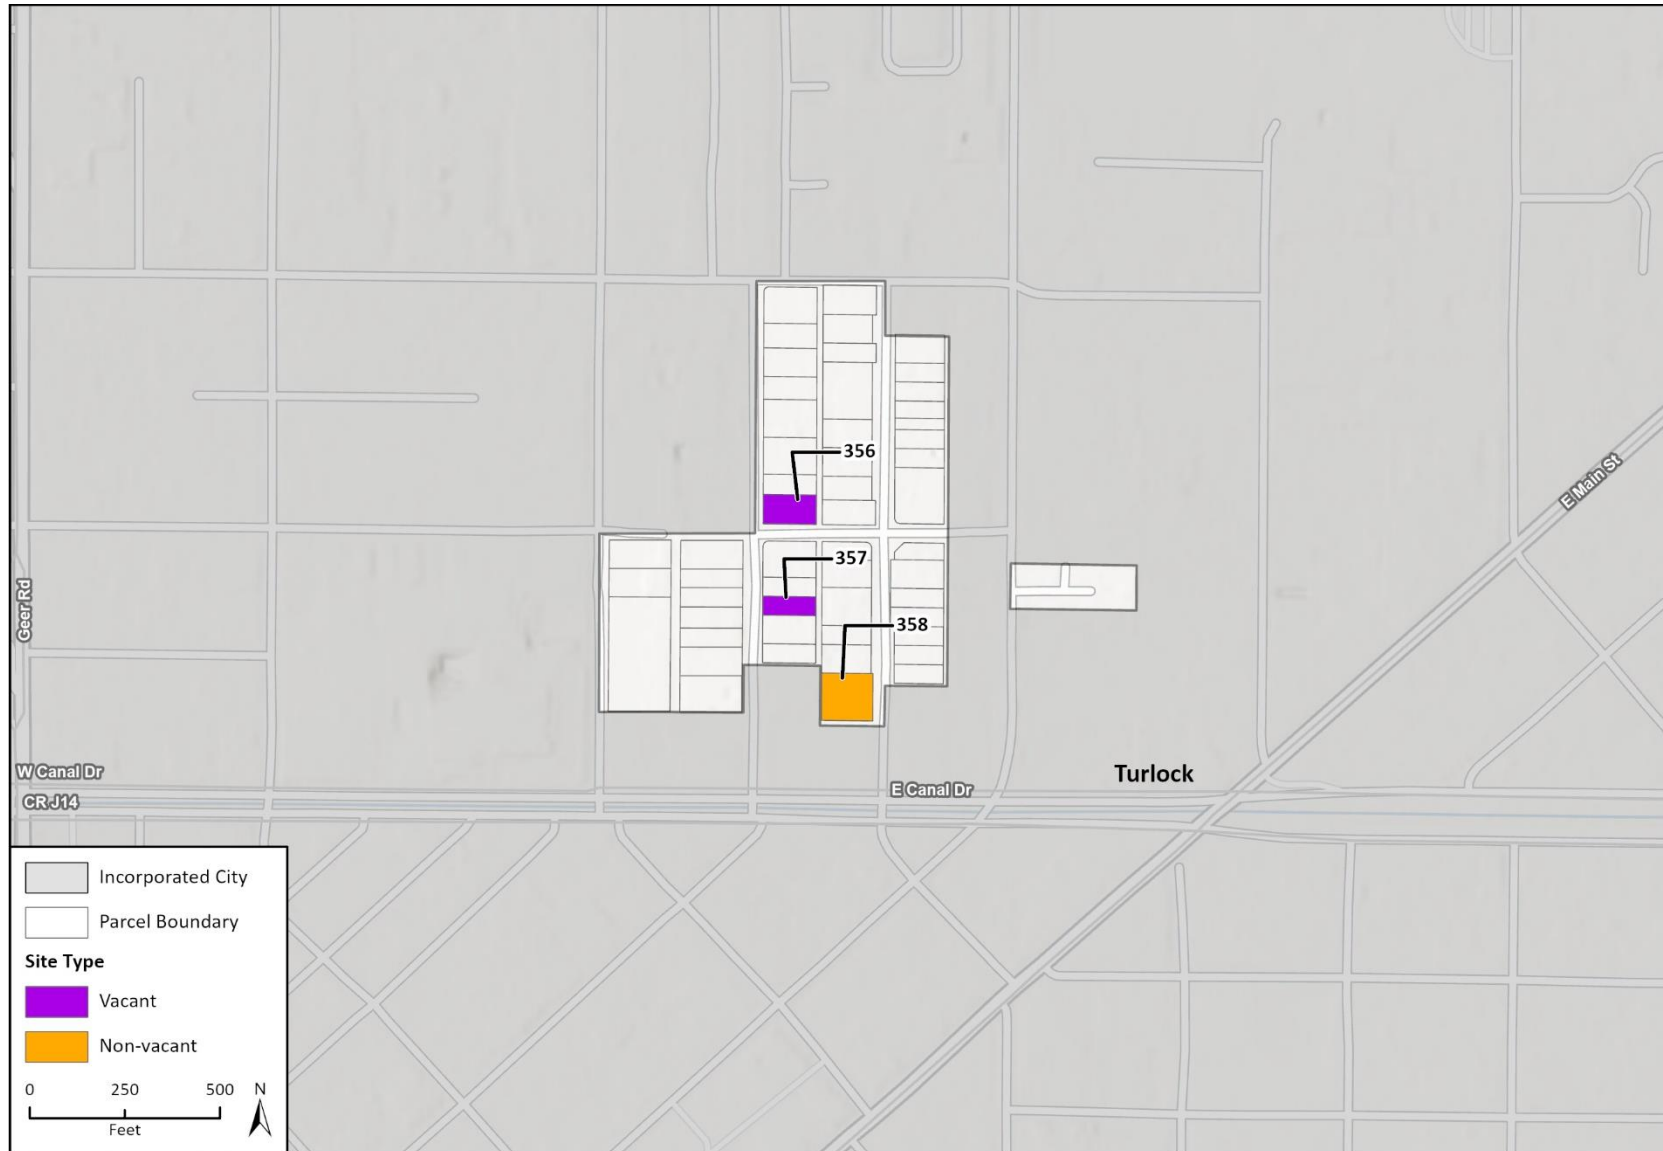 356
357
358
E Main St
Geer Rd
Turlock
W Canal Dr
E Canal Dr
CR J14
Incorporated City
Parcel Boundary
Site Type
Vacant
Non-vacant
0 250 500 N
Feet